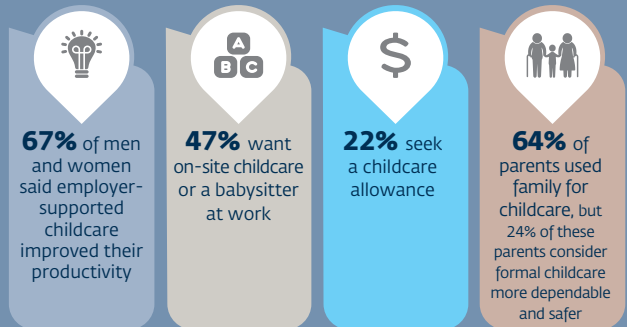 A
B C
$
67% of men
and women
said employer-
supported
childcare
improved their
productivity
47% want
on-site childcare
or a babysitter
at work
22% seek
a childcare
allowance
64% of
parents used
family for
childcare, but
24% of these
parents consider
formal childcare
more dependable
and safer